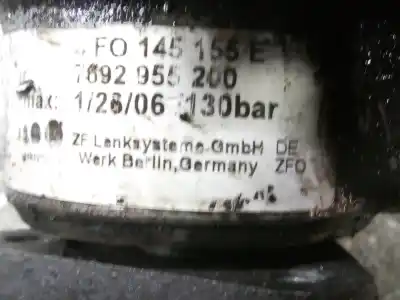 FO 145 155 E
7692 955 200
max: 1/26/06 130bar
ZF Lenksysteme GmbH DE
Werk Berlin, Germany ZFO